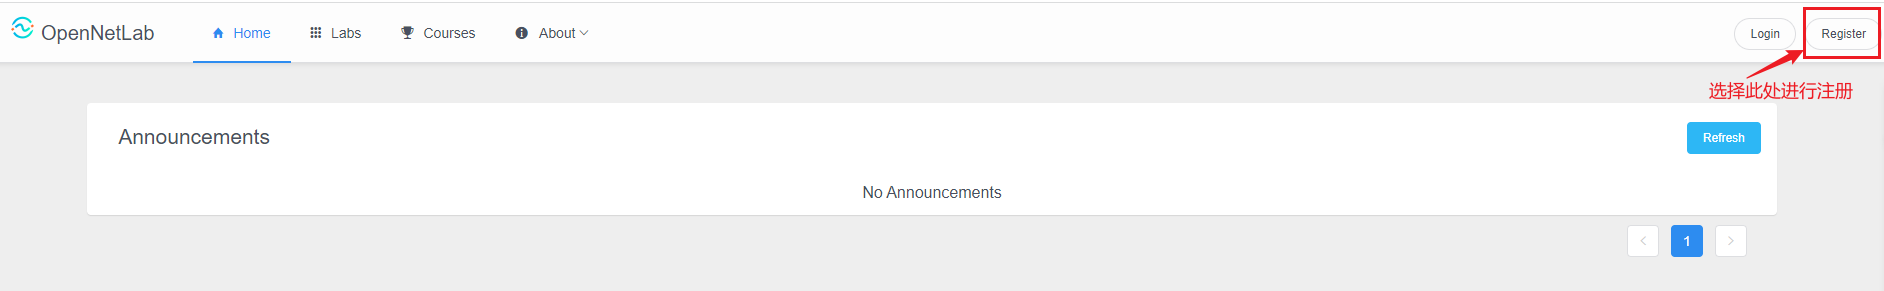 OpenNetLab Home Labs Courses About Login Register
选择此处进行注册
Announcements Refresh
No Announcements
1